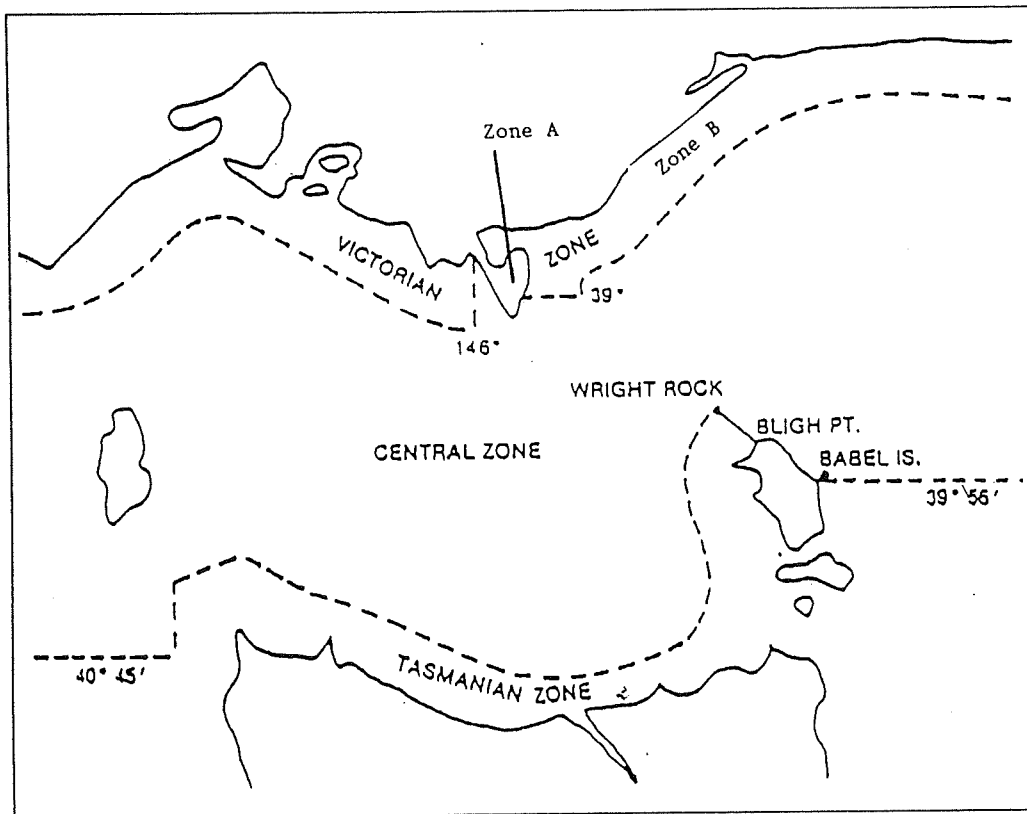 Zone A
Zone B
VICTORIAN
ZONE
39°
146°
WRIGHT ROCK
BLIGH PT.
CENTRAL ZONE
BABEL IS.
39° 56'
40° 45'
TASMANIAN ZONE